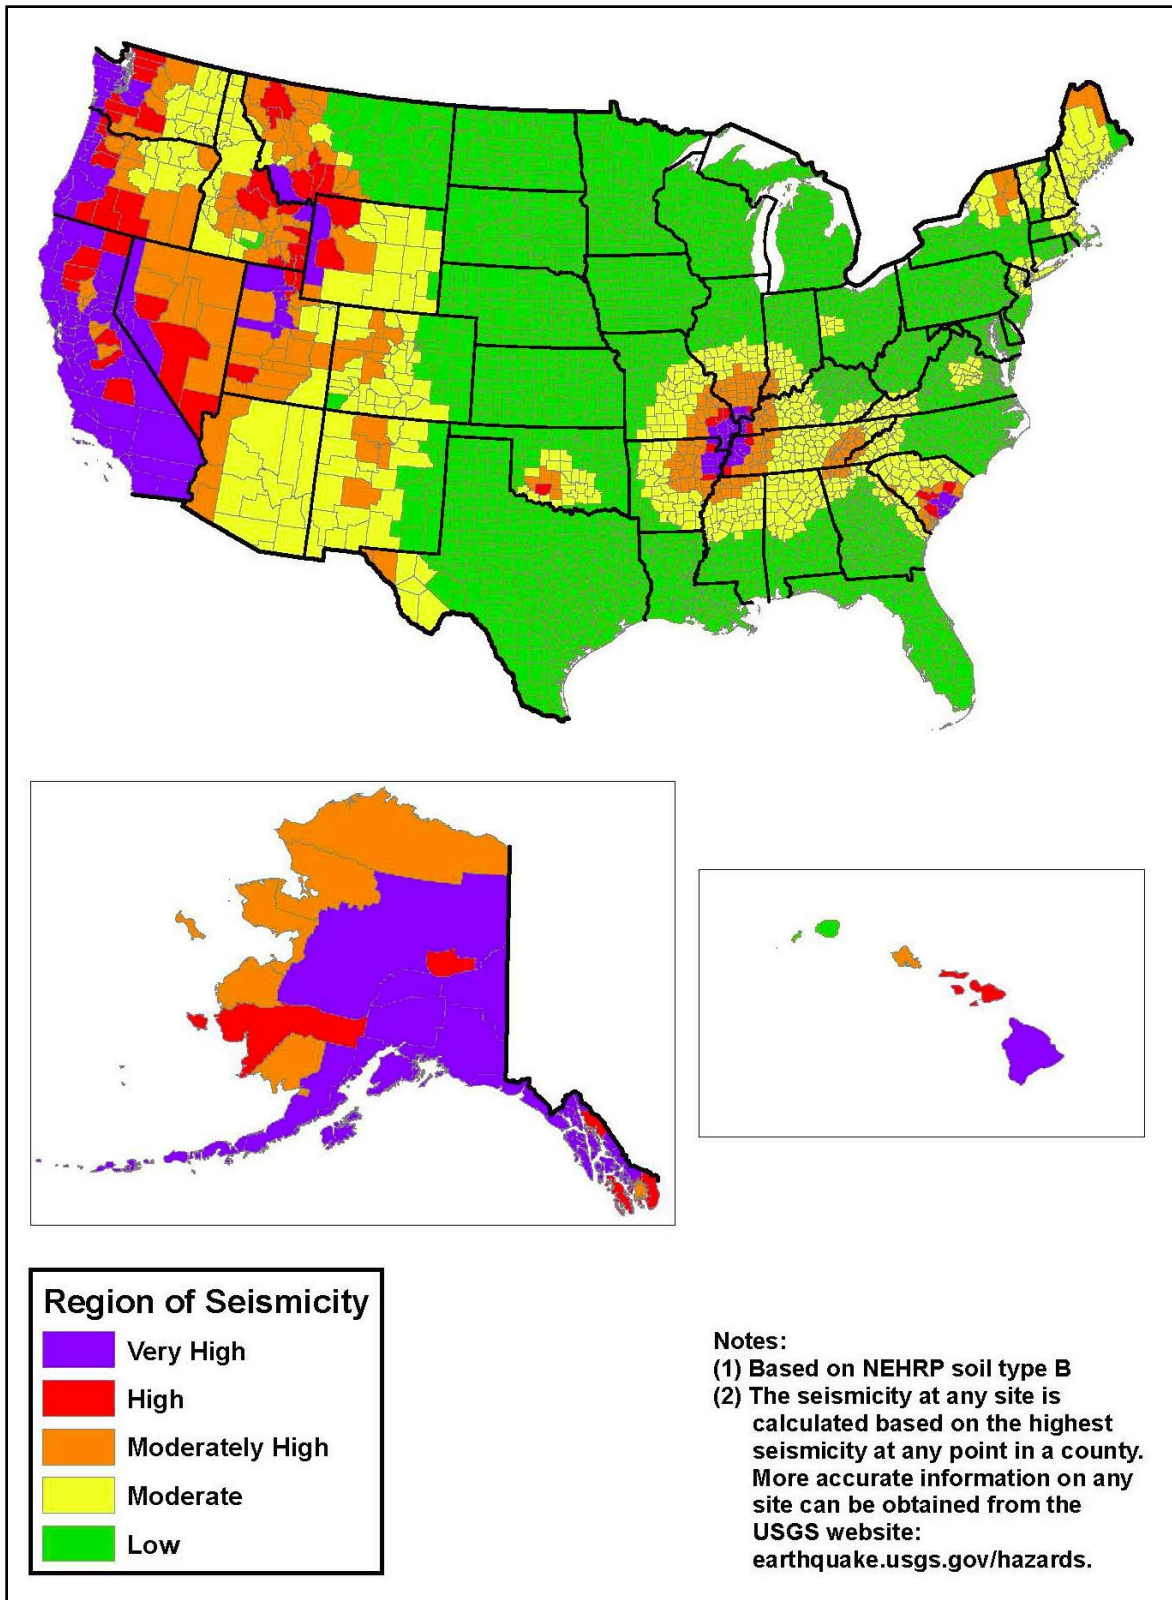 Region of Seismicity
Very High
High
Moderately High
Moderate
Low
Notes:
(1) Based on NEHRP soil type B
(2) The seismicity at any site is
calculated based on the highest
seismicity at any point in a county.
More accurate information on any
site can be obtained from the
USGS website:
earthquake.usgs.gov/hazards.